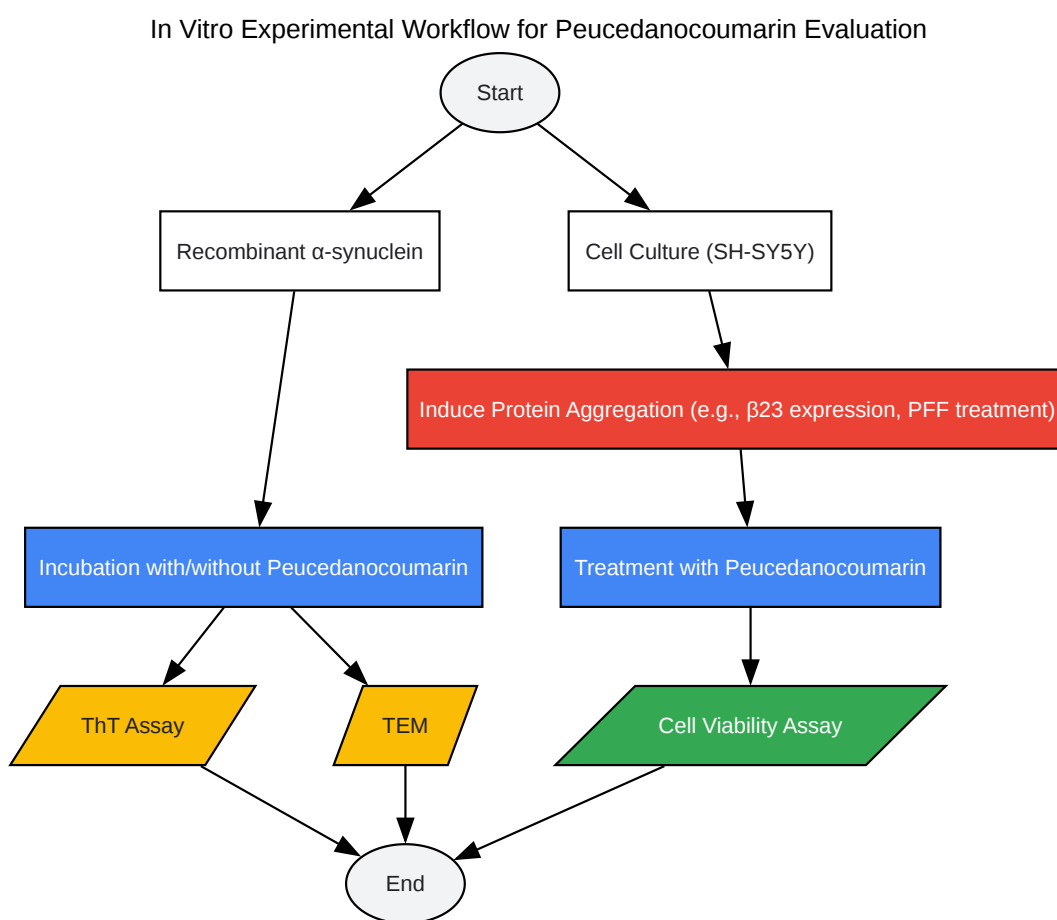 In Vitro Experimental Workflow for Peucedanocoumarin Evaluation
Start
Recombinant α-synuclein
Cell Culture (SH-SY5Y)
Induce Protein Aggregation (e.g., β23 expression, PFF treatment)
Incubation with/without Peucedanocoumarin
Treatment with Peucedanocoumarin
ThT Assay
TEM
Cell Viability Assay
End